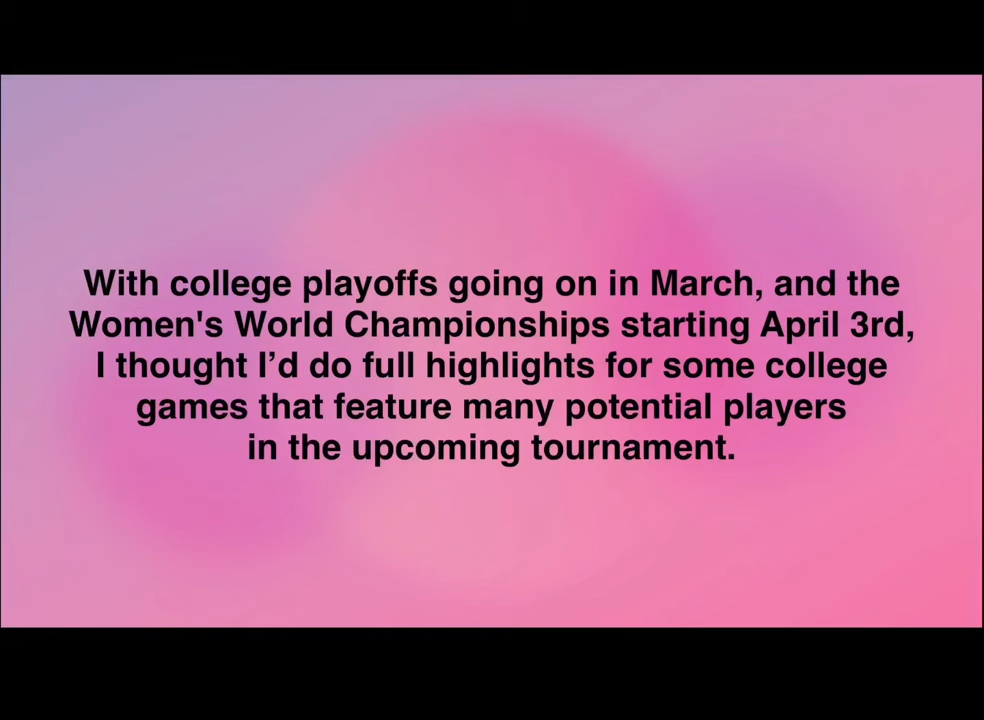 With college playoffs going on in March, and the
Women's World Championships starting April 3rd,
I thought I’d do full highlights for some college
games that feature many potential players
in the upcoming tournament.